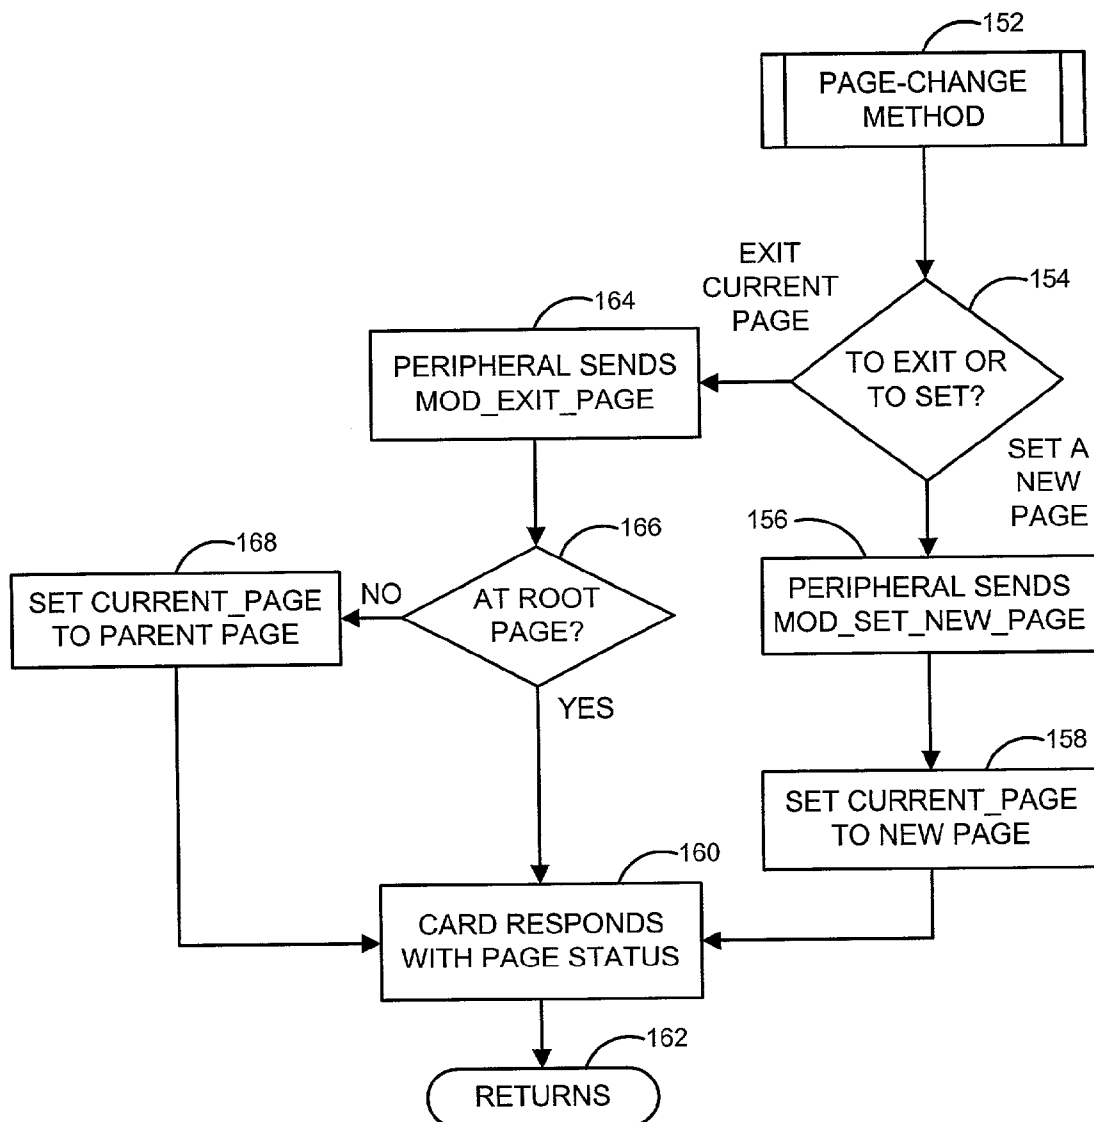 152
PAGE-CHANGE
METHOD
EXIT
CURRENT
PAGE
154
TO EXIT OR
TO SET?
164
PERIPHERAL SENDS
MOD_EXIT_PAGE
SET A
NEW
PAGE
156
PERIPHERAL SENDS
MOD_SET_NEW_PAGE
166
AT ROOT
PAGE?
NO
168
SET CURRENT_PAGE
TO PARENT PAGE
YES
158
SET CURRENT_PAGE
TO NEW PAGE
160
CARD RESPONDS
WITH PAGE STATUS
162
RETURNS